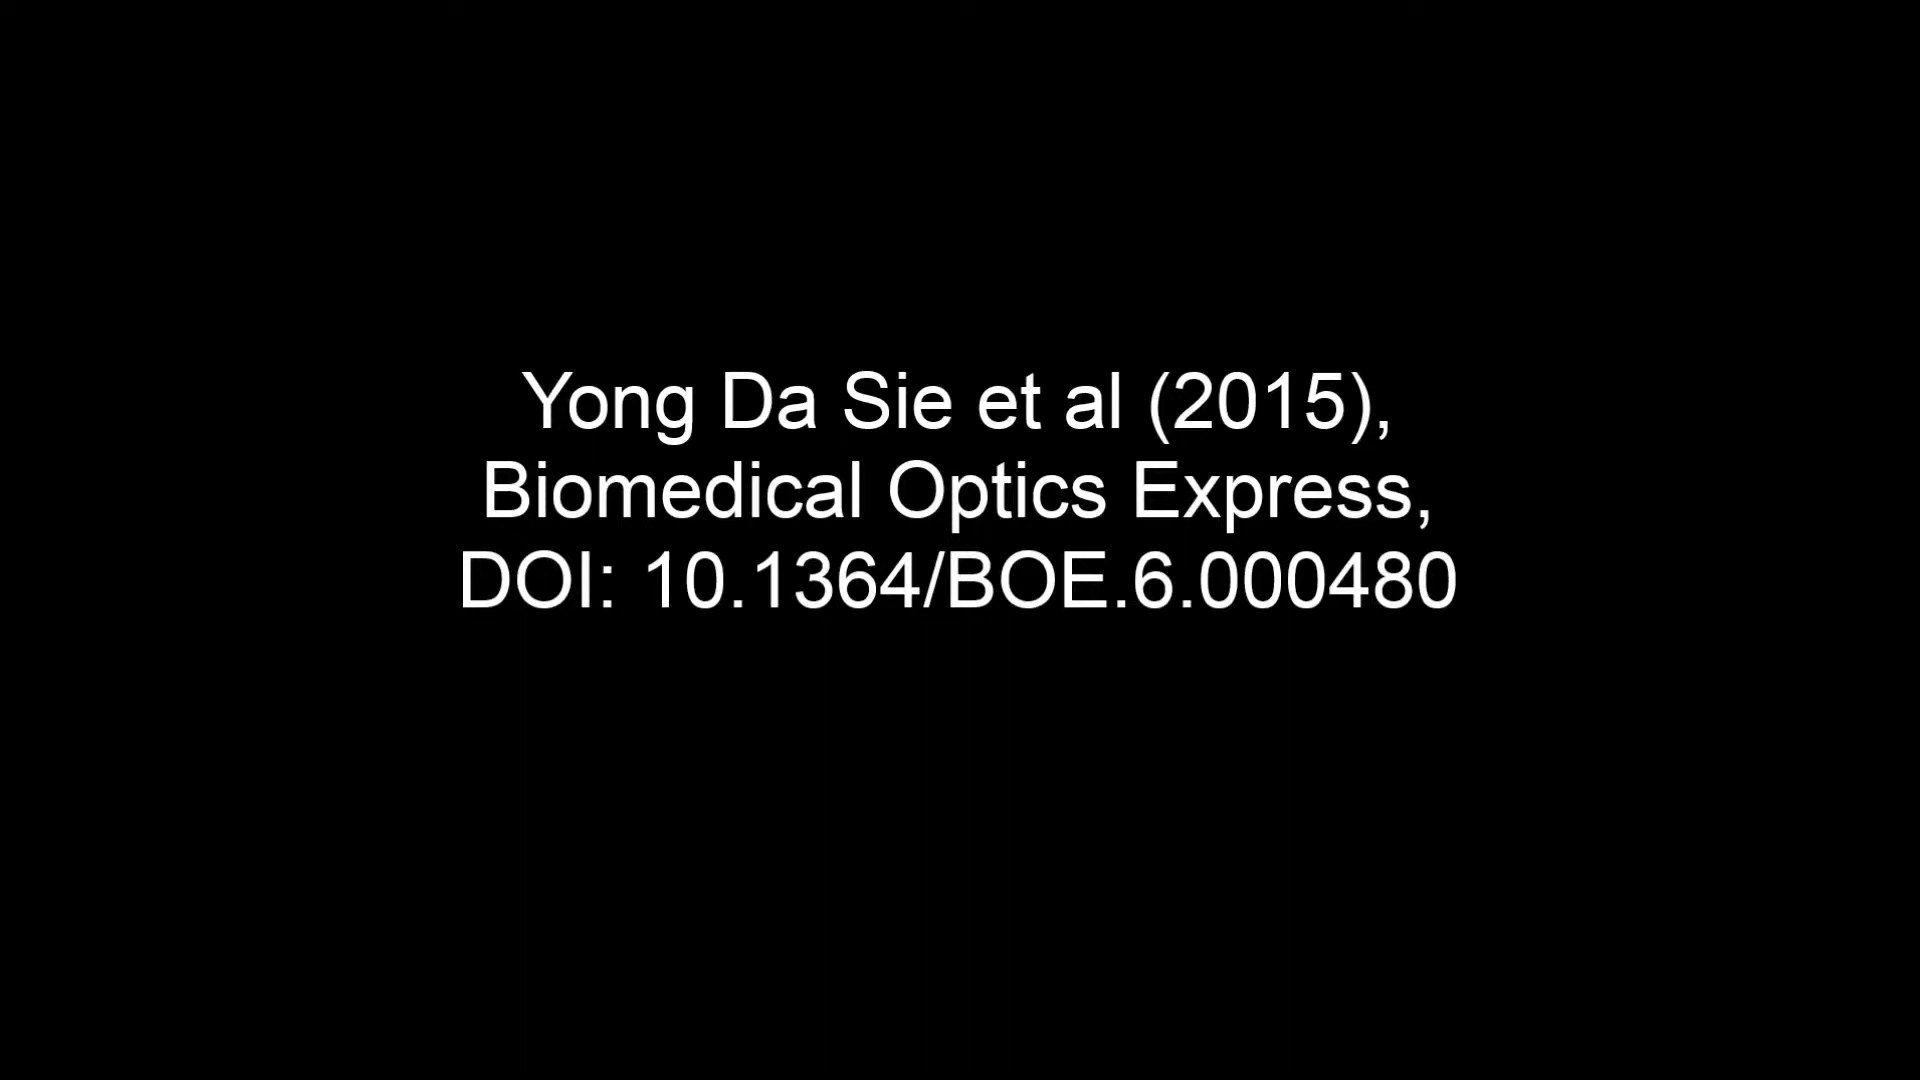 Yong Da Sie et al (2015),
Biomedical Optics Express,
DOI: 10.1364/BOE.6.000480